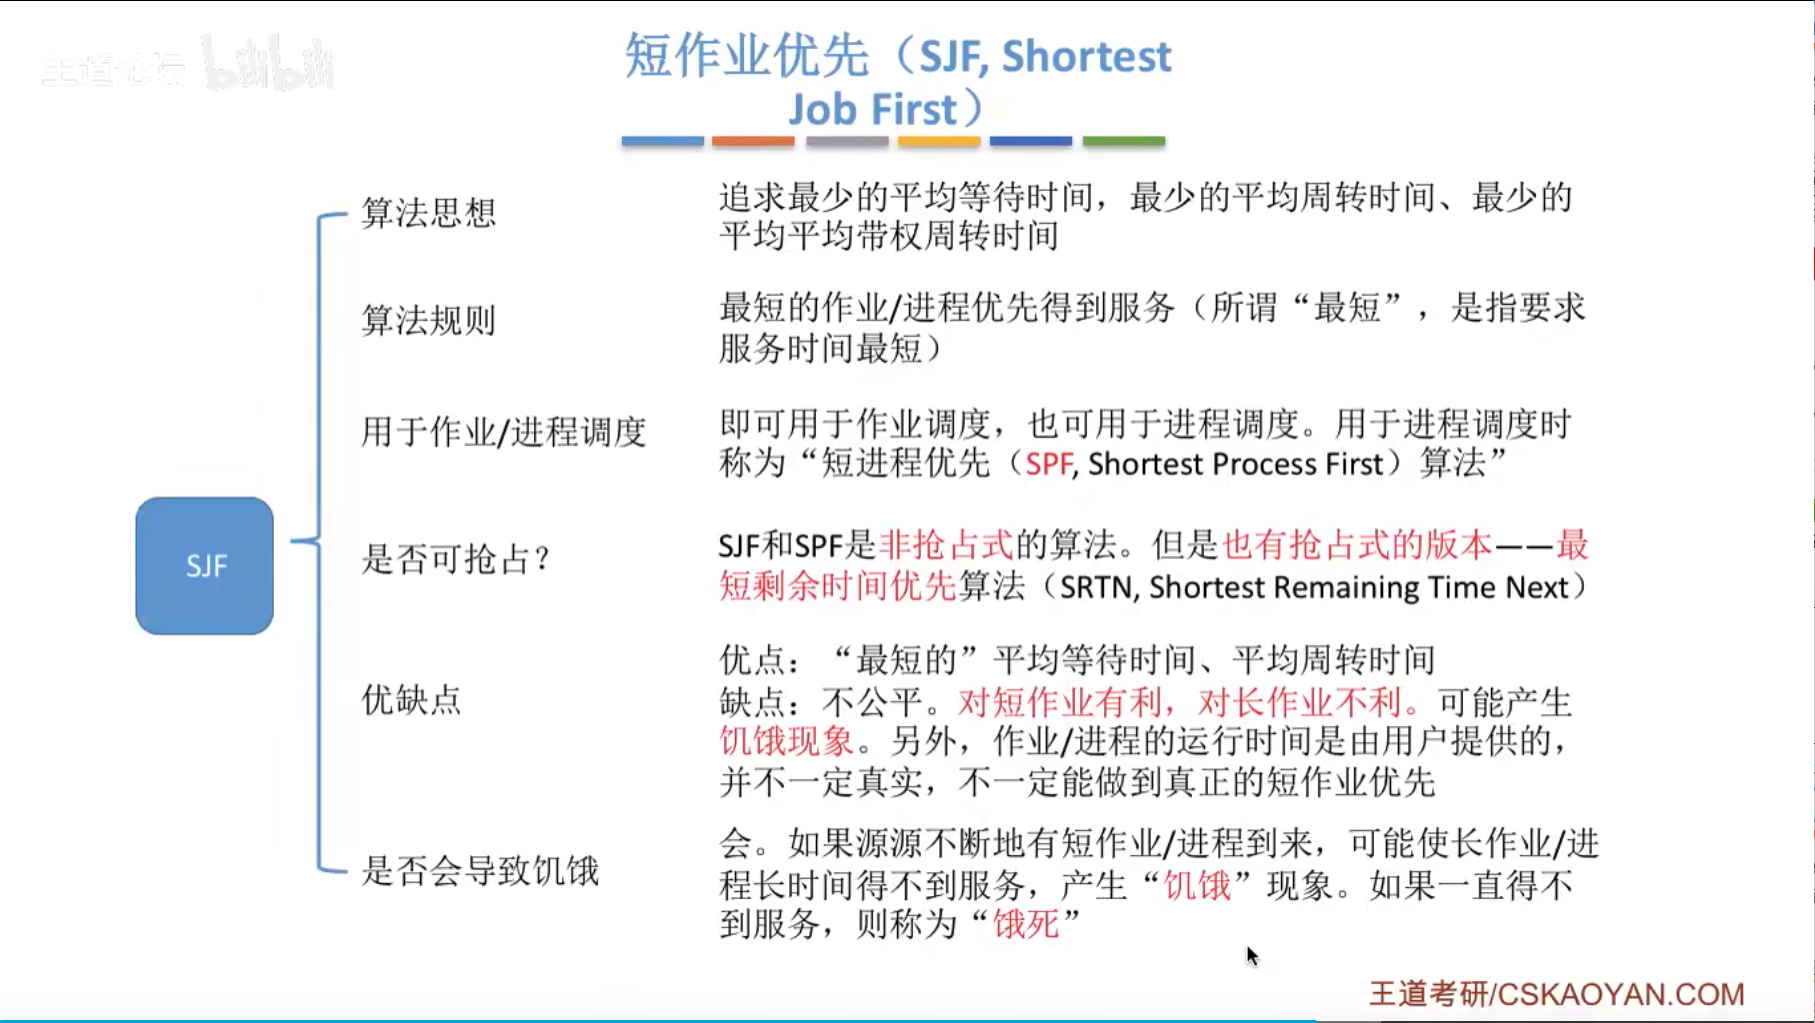 王道论坛 bilibili
短作业优先（SJF, Shortest
Job First）
算法思想
追求最少的平均等待时间，最少的平均周转时间、最少的
平均平均带权周转时间
算法规则
最短的作业/进程优先得到服务（所谓“最短”，是指要求
服务时间最短）
用于作业/进程调度
即可用于作业调度，也可用于进程调度。用于进程调度时
称为“短进程优先（SPF, Shortest Process First）算法”
SJF
是否可抢占？
SJF和SPF是非抢占式的算法。但是也有抢占式的版本——最
短剩余时间优先算法（SRTN, Shortest Remaining Time Next）
优缺点
优点：“最短的”平均等待时间、平均周转时间
缺点：不公平。对短作业有利，对长作业不利。可能产生
饥饿现象。另外，作业/进程的运行时间是由用户提供的，
并不一定真实，不一定能做到真正的短作业优先
是否会导致饥饿
会。如果源源不断地有短作业/进程到来，可能使长作业/进
程长时间得不到服务，产生“饥饿”现象。如果一直得不
到服务，则称为“饿死”
王道考研/CSKAOYAN.COM